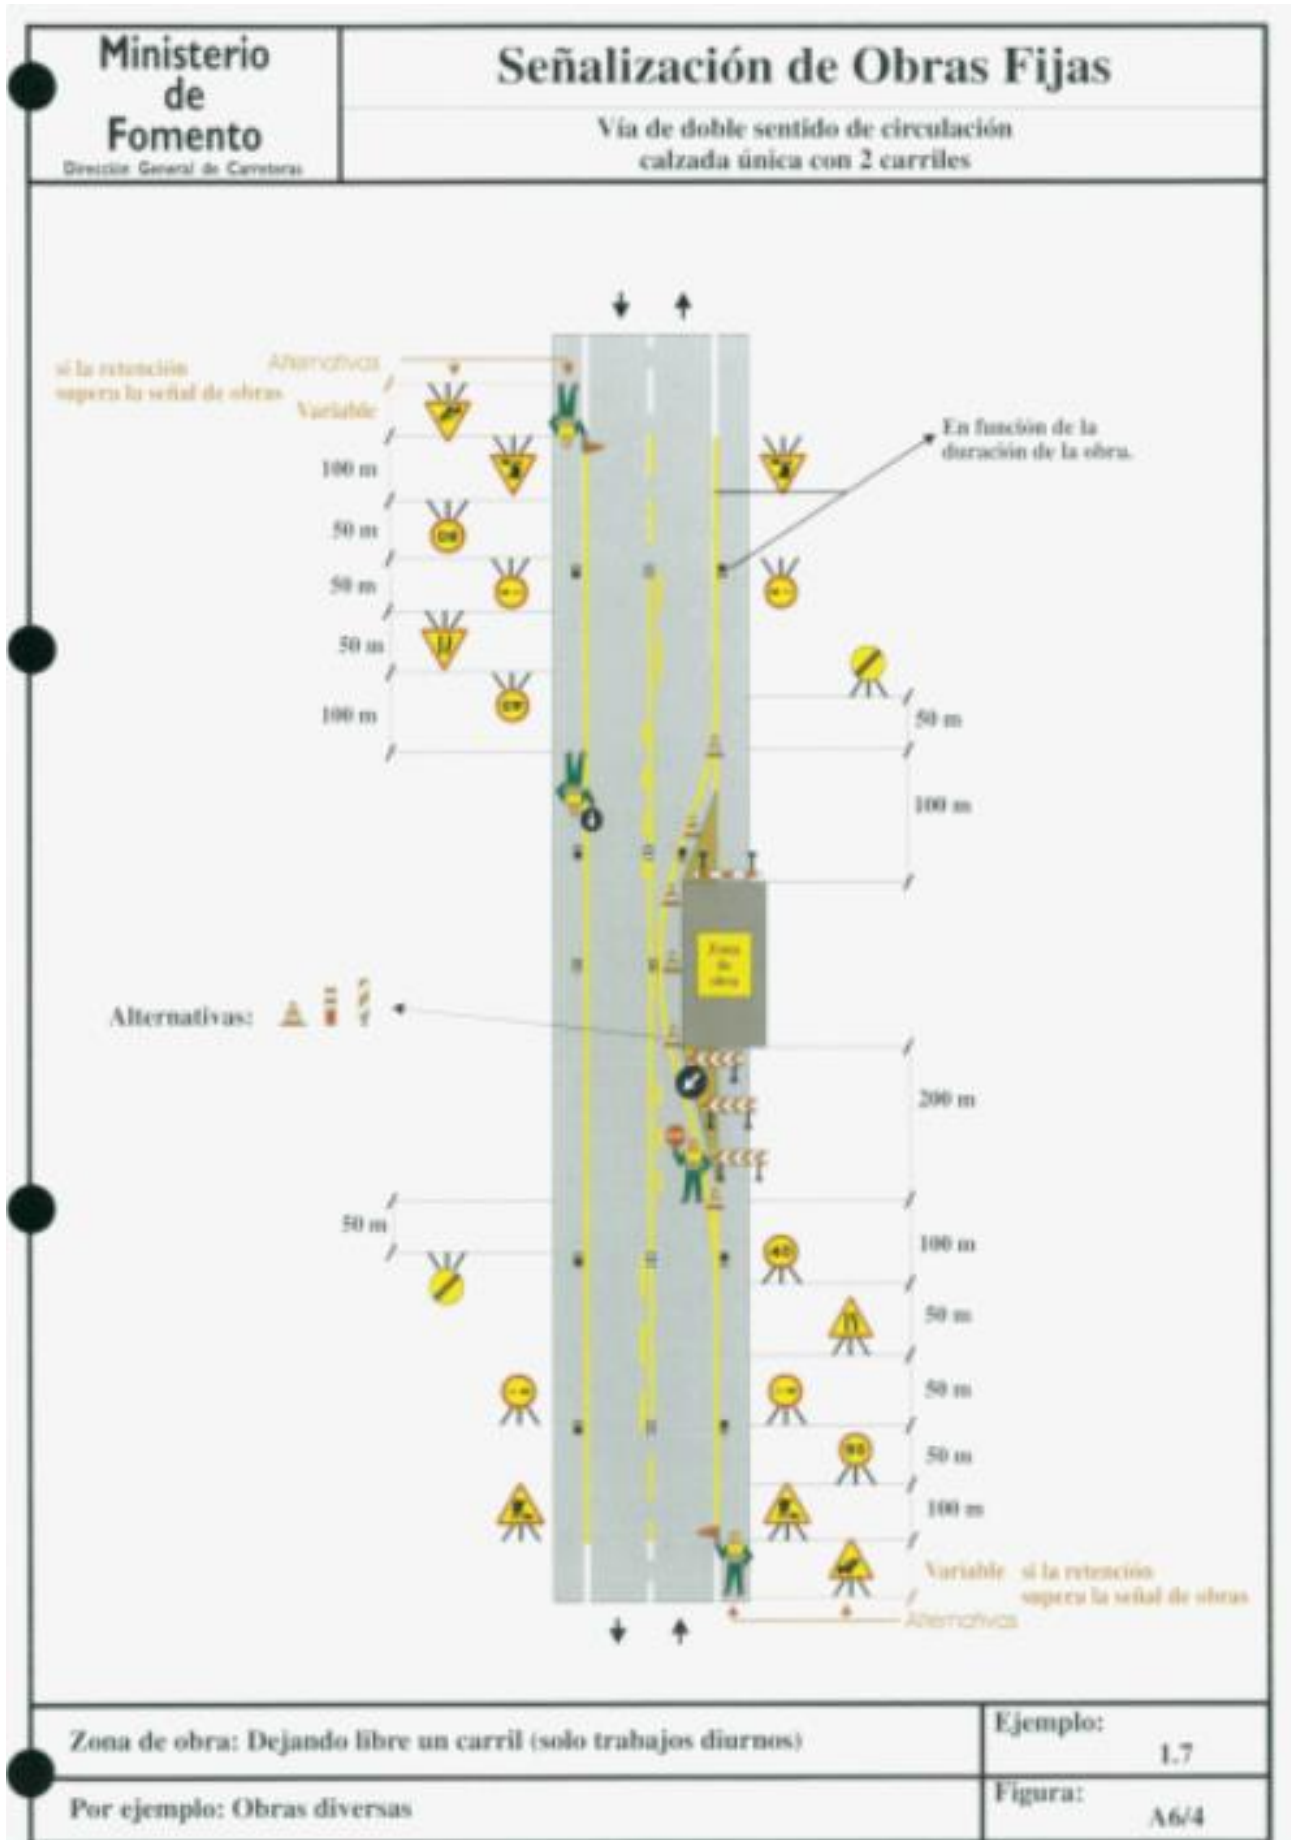 Ministerio
de
Fomento
Dirección General de Carreteras
Señalización de Obras Fijas
Vía de doble sentido de circulación
calzada única con 2 carriles
si la retención
supera la señal de obras
Alternativas
Variable
100 m
50 m
50 m
50 m
100 m
En función de la
duración de la obra.
50 m
100 m
Zona
de
obra
Alternativas:
200 m
50 m
100 m
40
50 m
50 m
50 m
100 m
Variable si la retención
supera la señal de obras
Alternativas
Zona de obra: Dejando libre un carril (solo trabajos diurnos)
Ejemplo:
1.7
Por ejemplo: Obras diversas
Figura:
A6/4